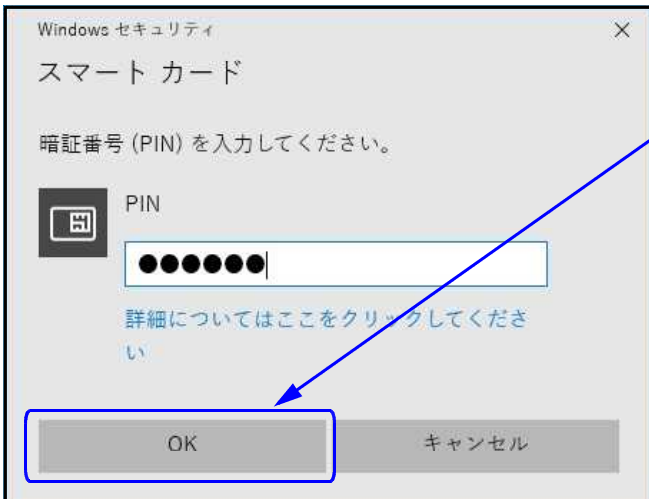 Windows セキュリティ
スマート カード
暗証番号 (PIN) を入力してください。
PIN
●●●●●●
詳細についてはここをクリックしてくださ
い
OK キャンセル